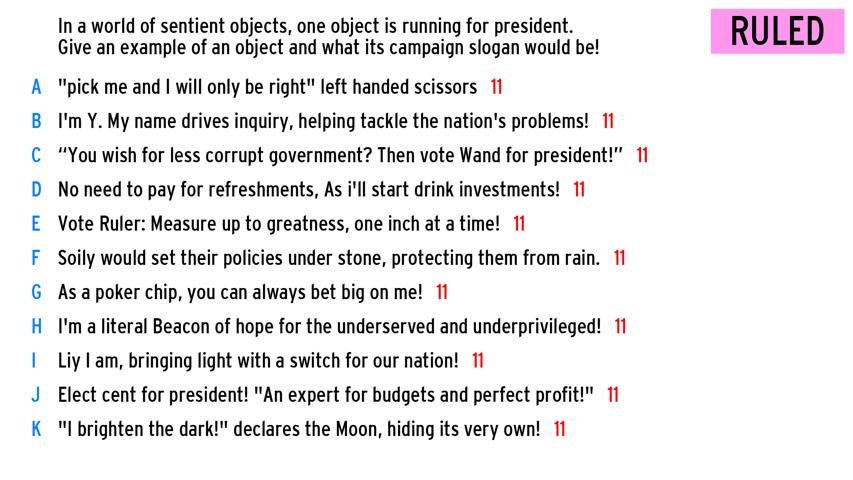 In a world of sentient objects, one object is running for president.
Give an example of an object and what its campaign slogan would be!
RULED
A "pick me and I will only be right" left handed scissors 11
B I'm Y. My name drives inquiry, helping tackle the nation's problems! 11
C “You wish for less corrupt government? Then vote Wand for president!” 11
D No need to pay for refreshments, As i'll start drink investments! 11
E Vote Ruler: Measure up to greatness, one inch at a time! 11
F Soily would set their policies under stone, protecting them from rain. 11
G As a poker chip, you can always bet big on me! 11
H I'm a literal Beacon of hope for the underserved and underprivileged! 11
I Liy I am, bringing light with a switch for our nation! 11
J Elect cent for president! "An expert for budgets and perfect profit!" 11
K "I brighten the dark!" declares the Moon, hiding its very own! 11